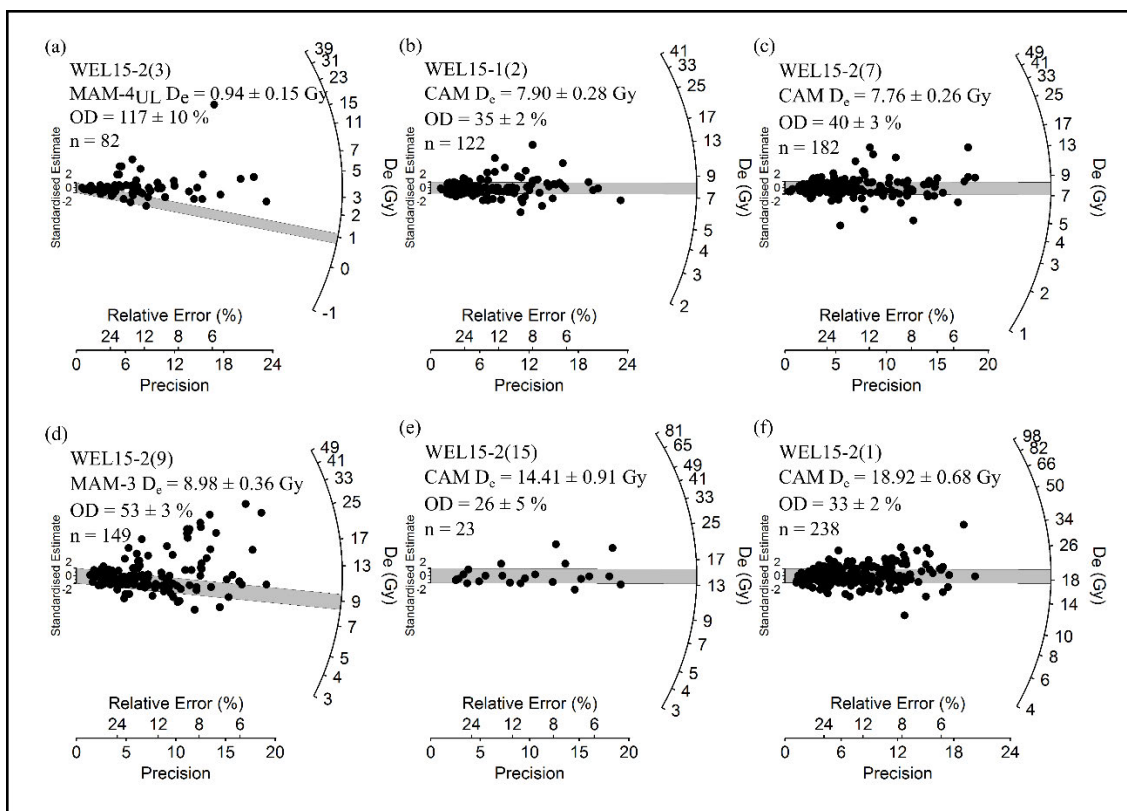 (a)
WEL15-2(3)
MAM-4UL De = 0.94 ± 0.15 Gy
OD = 117 ± 10 %
n = 82
Standardised Estimate
2
0
-2
39
31
23
15
11
7
5
3
2
1
0
-1
De (Gy)
Relative Error (%)
24 12 8 6
0 6 12 18 24
Precision
(b)
WEL15-1(2)
CAM De = 7.90 ± 0.28 Gy
OD = 35 ± 2 %
n = 122
Standardised Estimate
2
0
-2
41
33
25
17
13
9
7
5
4
3
2
De (Gy)
Relative Error (%)
24 12 8 6
0 6 12 18 24
Precision
(c)
WEL15-2(7)
CAM De = 7.76 ± 0.26 Gy
OD = 40 ± 3 %
n = 182
Standardised Estimate
2
0
-2
49
41
33
25
17
13
9
7
5
4
3
2
1
De (Gy)
Relative Error (%)
24 12 8 6
0 5 10 15 20
Precision
(d)
WEL15-2(9)
MAM-3 De = 8.98 ± 0.36 Gy
OD = 53 ± 3 %
n = 149
Standardised Estimate
2
0
-2
49
41
33
25
17
13
9
7
5
4
3
De (Gy)
Relative Error (%)
24 12 8 6
0 5 10 15 20
Precision
(e)
WEL15-2(15)
CAM De = 14.41 ± 0.91 Gy
OD = 26 ± 5 %
n = 23
Standardised Estimate
2
0
-2
81
65
49
41
33
25
17
13
9
7
5
4
3
De (Gy)
Relative Error (%)
24 12 8 6
0 5 10 15 20
Precision
(f)
WEL15-2(1)
CAM De = 18.92 ± 0.68 Gy
OD = 33 ± 2 %
n = 238
Standardised Estimate
2
0
-2
98
82
66
50
34
26
18
14
10
8
6
4
De (Gy)
Relative Error (%)
24 12 8 6
0 6 12 18 24
Precision